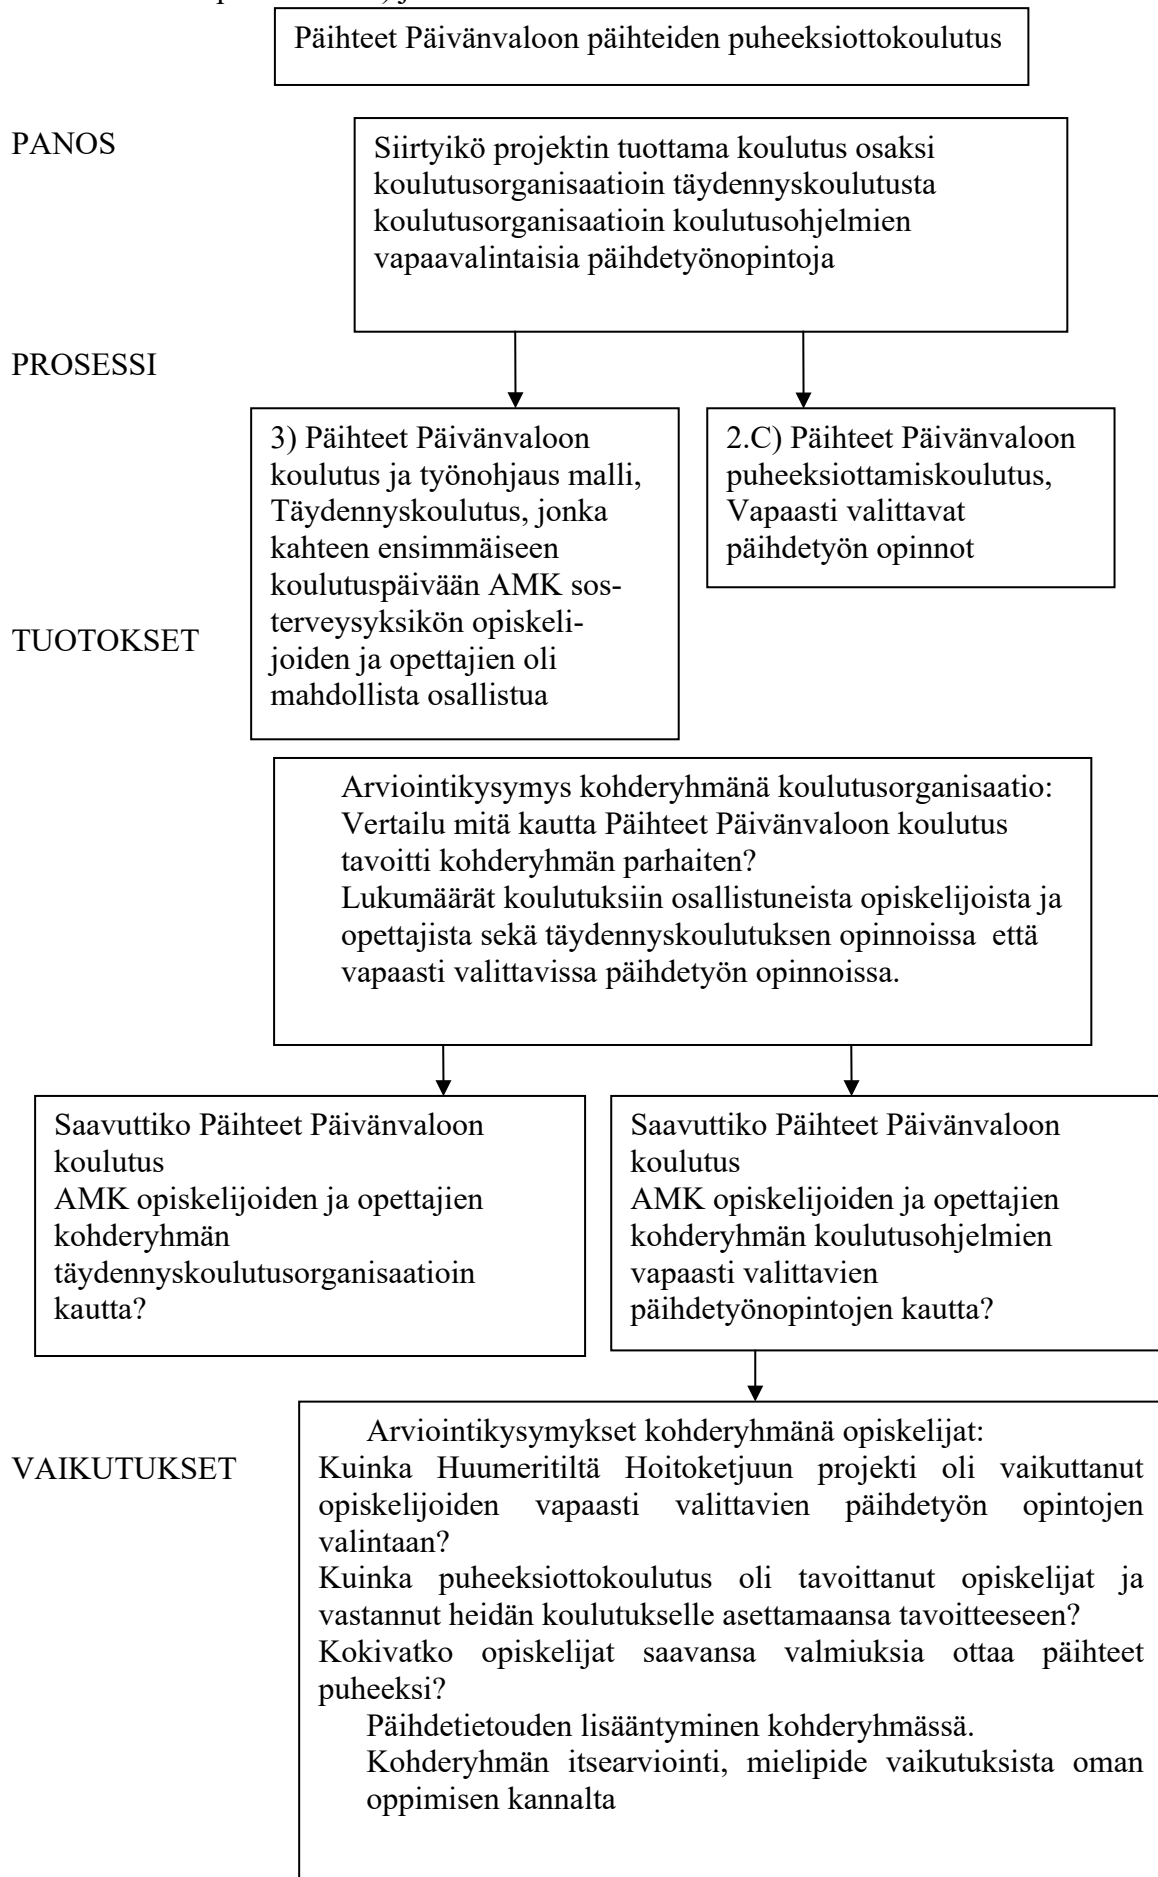 Päihteet Päivänvaloon päihteiden puheeksiottokoulutus
PANOS
Siirtyikö projektin tuottama koulutus osaksi
koulutusorganisaatioin täydennyskoulutusta
koulutusorganisaatioin koulutusohjelmien
vapaavalintaisia päihdetyönopintoja
PROSESSI
3) Päihteet Päivänvaloon
koulutus ja työnohjaus malli,
Täydennyskoulutus, jonka
kahteen ensimmäiseen
koulutuspäivään AMK sos-
terveysyksikön opiskeli-
joiden ja opettajien oli
mahdollista osallistua
2.C) Päihteet Päivänvaloon
puheeksiottamiskoulutus,
Vapaasti valittavat
päihdetyön opinnot
TUOTOKSET
Arviointikysymys kohderyhmänä koulutusorganisaatio:
Vertailu mitä kautta Päihteet Päivänvaloon koulutus
tavoitti kohderyhmän parhaiten?
Lukumäärät koulutuksiin osallistuneista opiskelijoista ja
opettajista sekä täydennyskoulutuksen opinnoissa että
vapaasti valittavissa päihdetyön opinnoissa.
Saavuttiko Päihteet Päivänvaloon
koulutus
AMK opiskelijoiden ja opettajien
kohderyhmän
täydennyskoulutusorganisaatioin
kautta?
Saavuttiko Päihteet Päivänvaloon
koulutus
AMK opiskelijoiden ja opettajien
kohderyhmän koulutusohjelmien
vapaasti valittavien
päihdetyönopintojen kautta?
VAIKUTUKSET
Arviointikysymykset kohderyhmänä opiskelijat:
Kuinka Huumeritiltä Hoitoketjuun projekti oli vaikuttanut
opiskelijoiden vapaasti valittavien päihdetyön opintojen
valintaan?
Kuinka puheeksiottokoulutus oli tavoittanut opiskelijat ja
vastannut heidän koulutukselle asettamaansa tavoitteeseen?
Kokivatko opiskelijat saavansa valmiuksia ottaa päihteet
puheeksi?
Päihdetietouden lisääntyminen kohderyhmässä.
Kohderyhmän itsearviointi, mielipide vaikutuksista oman
oppimisen kannalta